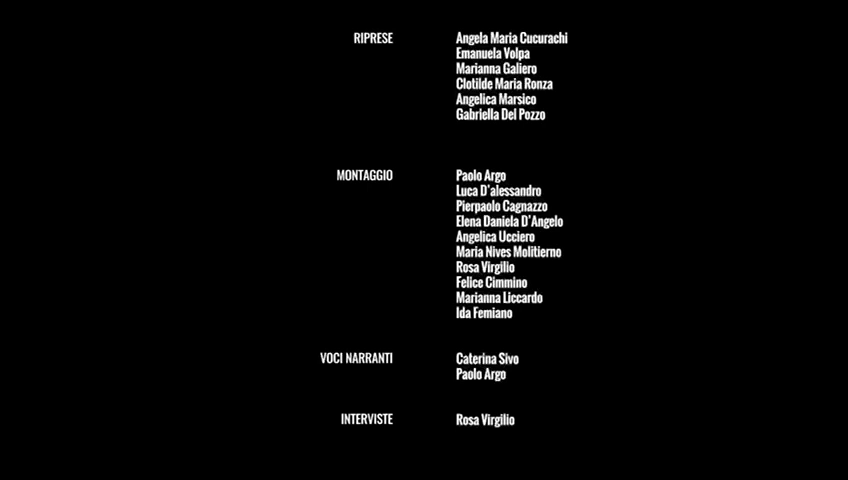 RIPRESE Angela Maria Cucurachi
Emanuela Volpa
Marianna Galiero
Clotilde Maria Ronza
Angelica Marsico
Gabriella Del Pozzo
MONTAGGIO Paolo Argo
Luca D'alessandro
Pierpaolo Cagnazzo
Elena Daniela D'Angelo
Angelica Ucciero
Maria Nives Molitierno
Rosa Virgilio
Felice Cimmino
Marianna Liccardo
Ida Femiano
VOCI NARRANTI Caterina Sivo
Paolo Argo
INTERVISTE Rosa Virgilio